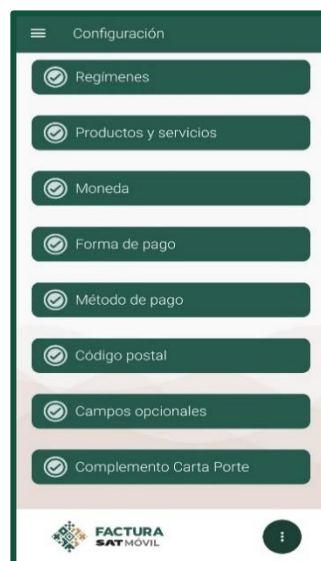 Configuración
Regímenes
Productos y servicios
Moneda
Forma de pago
Método de pago
Código postal
Campos opcionales
Complemento Carta Porte
FACTURA
SAT MÓVIL